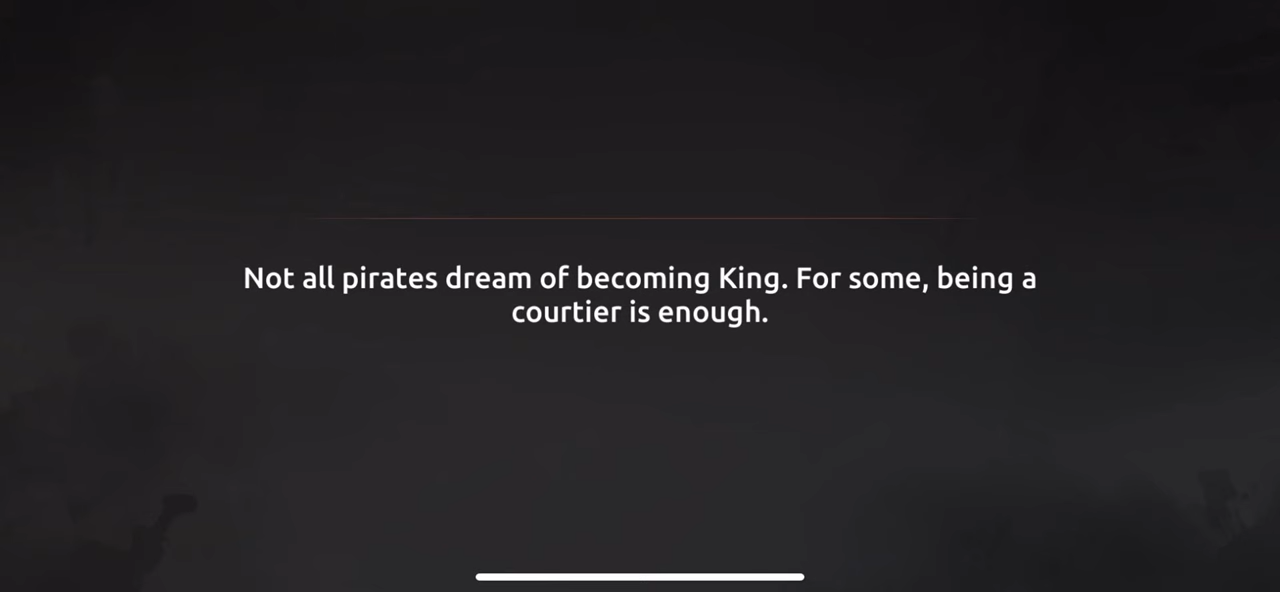 Not all pirates dream of becoming King. For some, being a
courtier is enough.